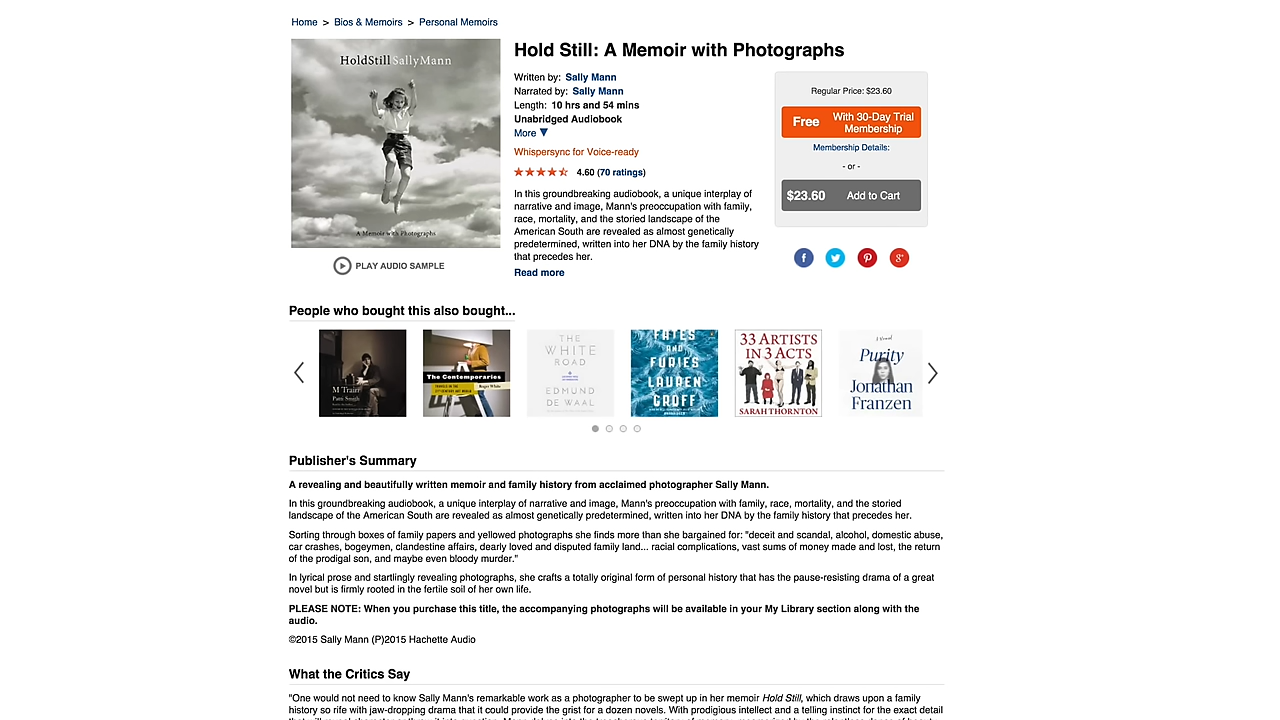 Home > Bios & Memoirs > Personal Memoirs
HoldStill SallyMann
A Memoir with Photographs
PLAY AUDIO SAMPLE
Hold Still: A Memoir with Photographs
Written by: Sally Mann
Narrated by: Sally Mann
Length: 10 hrs and 54 mins
Unabridged Audiobook
More
Whispersync for Voice-ready
4.60 (70 ratings)
In this groundbreaking audiobook, a unique interplay of
narrative and image, Mann's preoccupation with family,
race, mortality, and the storied landscape of the
American South are revealed as almost genetically
predetermined, written into her DNA by the family history
that precedes her.
Read more
Regular Price: $23.60
Free With 30-Day Trial
Membership
Membership Details:
- or -
$23.60 Add to Cart
People who bought this also bought...
M Train
Patti Smith
The Contemporaries
Roger White
THE
WHITE
ROAD
EDMUND
DE WAAL
FATES
AND
FURIES
LAUREN
GROFF
33 ARTISTS
IN 3 ACTS
SARAH THORNTON
A Novel
Purity
Jonathan
Franzen
Publisher's Summary
A revealing and beautifully written memoir and family history from acclaimed photographer Sally Mann.
In this groundbreaking audiobook, a unique interplay of narrative and image, Mann's preoccupation with family, race, mortality, and the storied
landscape of the American South are revealed as almost genetically predetermined, written into her DNA by the family history that precedes her.
Sorting through boxes of family papers and yellowed photographs she finds more than she bargained for: "deceit and scandal, alcohol, domestic abuse,
car crashes, bogeymen, clandestine affairs, dearly loved and disputed family land... racial complications, vast sums of money made and lost, the return
of the prodigal son, and maybe even bloody murder."
In lyrical prose and startlingly revealing photographs, she crafts a totally original form of personal history that has the pause-resisting drama of a great
novel but is firmly rooted in the fertile soil of her own life.
PLEASE NOTE: When you purchase this title, the accompanying photographs will be available in your My Library section along with the
audio.
©2015 Sally Mann (P)2015 Hachette Audio
What the Critics Say
"One would not need to know Sally Mann's remarkable work as a photographer to be swept up in her memoir Hold Still, which draws upon a family
history so rife with jaw-dropping drama that it could provide the grist for a dozen novels. With prodigious intellect and a telling instinct for the exact detail